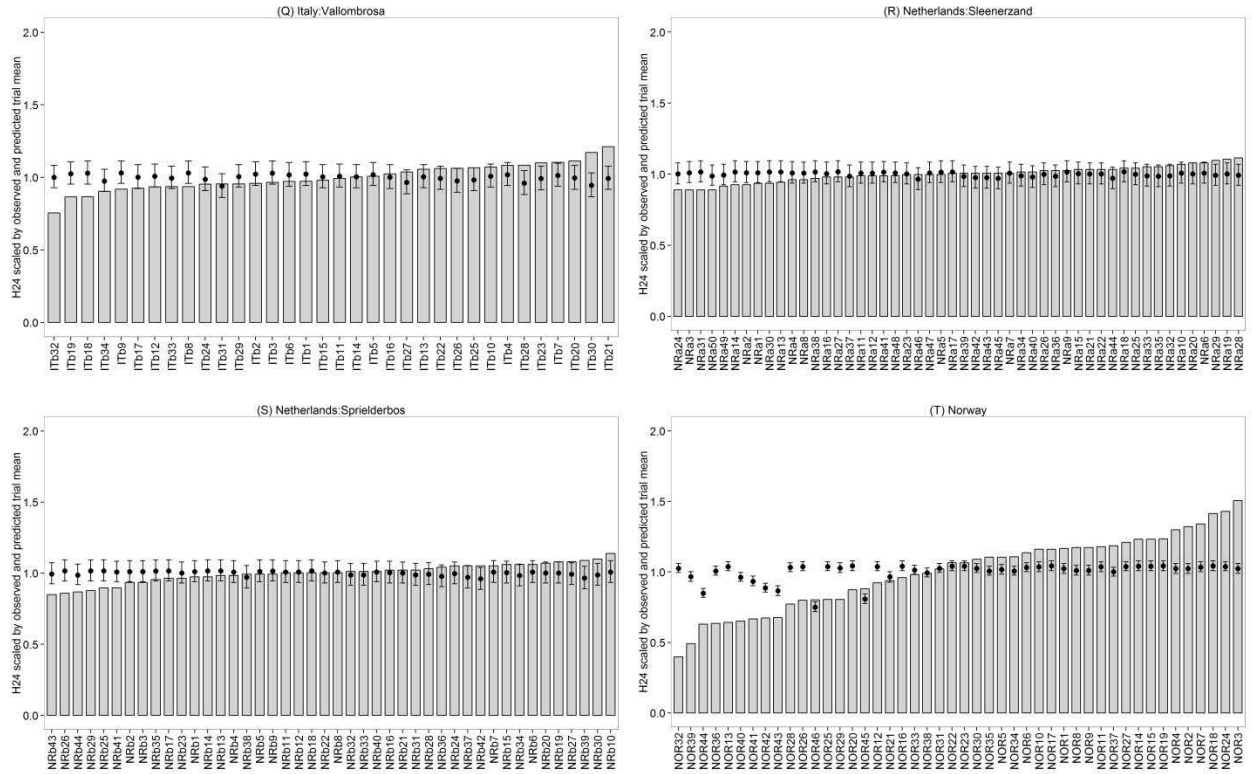 (Q) Italy:Vallombrosa
H24 scaled by observed and predicted trial mean
2.0
1.5
1.0
0.5
0.0
ITb32 ITb19 ITb18 ITb34 ITb9 ITb17 ITb12 ITb33 ITb8 ITb24 ITb31 ITb29 ITb2 ITb3 ITb6 ITb1 ITb15 ITb11 ITb14 ITb5 ITb16 ITb27 ITb13 ITb22 ITb26 ITb25 ITb10 ITb4 ITb28 ITb23 ITb7 ITb20 ITb30 ITb21
(R) Netherlands:Sleenerzand
H24 scaled by observed and predicted trial mean
2.0
1.5
1.0
0.5
0.0
NRa24 NRa3 NRa31 NRa50 NRa49 NRa14 NRa2 NRa1 NRa30 NRa13 NRa4 NRa8 NRa38 NRa16 NRa27 NRa37 NRa11 NRa12 NRa41 NRa48 NRa23 NRa46 NRa47 NRa5 NRa17 NRa39 NRa42 NRa43 NRa45 NRa7 NRa34 NRa40 NRa26 NRa36 NRa9 NRa15 NRa21 NRa22 NRa44 NRa18 NRa25 NRa33 NRa35 NRa32 NRa10 NRa20 NRa6 NRa29 NRa19 NRa28
(S) Netherlands:Sprielderbos
H24 scaled by observed and predicted trial mean
2.0
1.5
1.0
0.5
0.0
NRb43 NRb26 NRb44 NRb29 NRb25 NRb41 NRb2 NRb3 NRb35 NRb17 NRb23 NRb1 NRb14 NRb13 NRb4 NRb38 NRb5 NRb9 NRb11 NRb12 NRb18 NRb22 NRb8 NRb32 NRb33 NRb40 NRb16 NRb21 NRb31 NRb28 NRb36 NRb24 NRb37 NRb42 NRb7 NRb15 NRb34 NRb6 NRb20 NRb19 NRb27 NRb39 NRb30 NRb10
(T) Norway
H24 scaled by observed and predicted trial mean
2.0
1.5
1.0
0.5
0.0
NOR32 NOR39 NOR44 NOR36 NOR13 NOR40 NOR41 NOR42 NOR43 NOR28 NOR26 NOR46 NOR25 NOR29 NOR20 NOR45 NOR12 NOR21 NOR16 NOR33 NOR38 NOR31 NOR22 NOR23 NOR30 NOR35 NOR5 NOR34 NOR6 NOR1 NOR17 NOR10 NOR8 NOR9 NOR11 NOR37 NOR27 NOR14 NOR15 NOR19 NOR4 NOR2 NOR7 NOR18 NOR24 NOR3